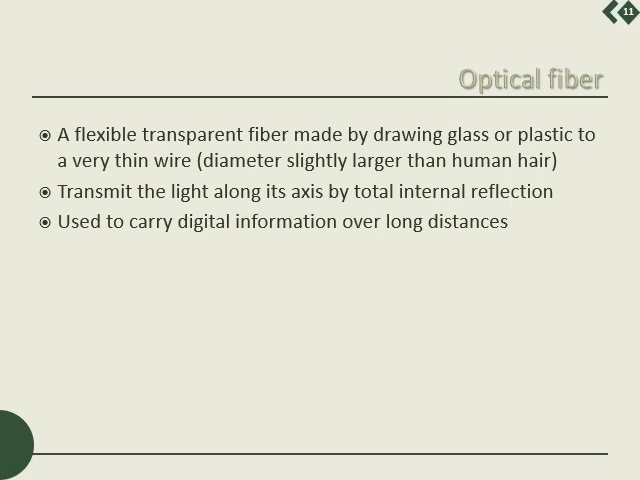 11
Optical fiber
A flexible transparent fiber made by drawing glass or plastic to
a very thin wire (diameter slightly larger than human hair)
Transmit the light along its axis by total internal reflection
Used to carry digital information over long distances